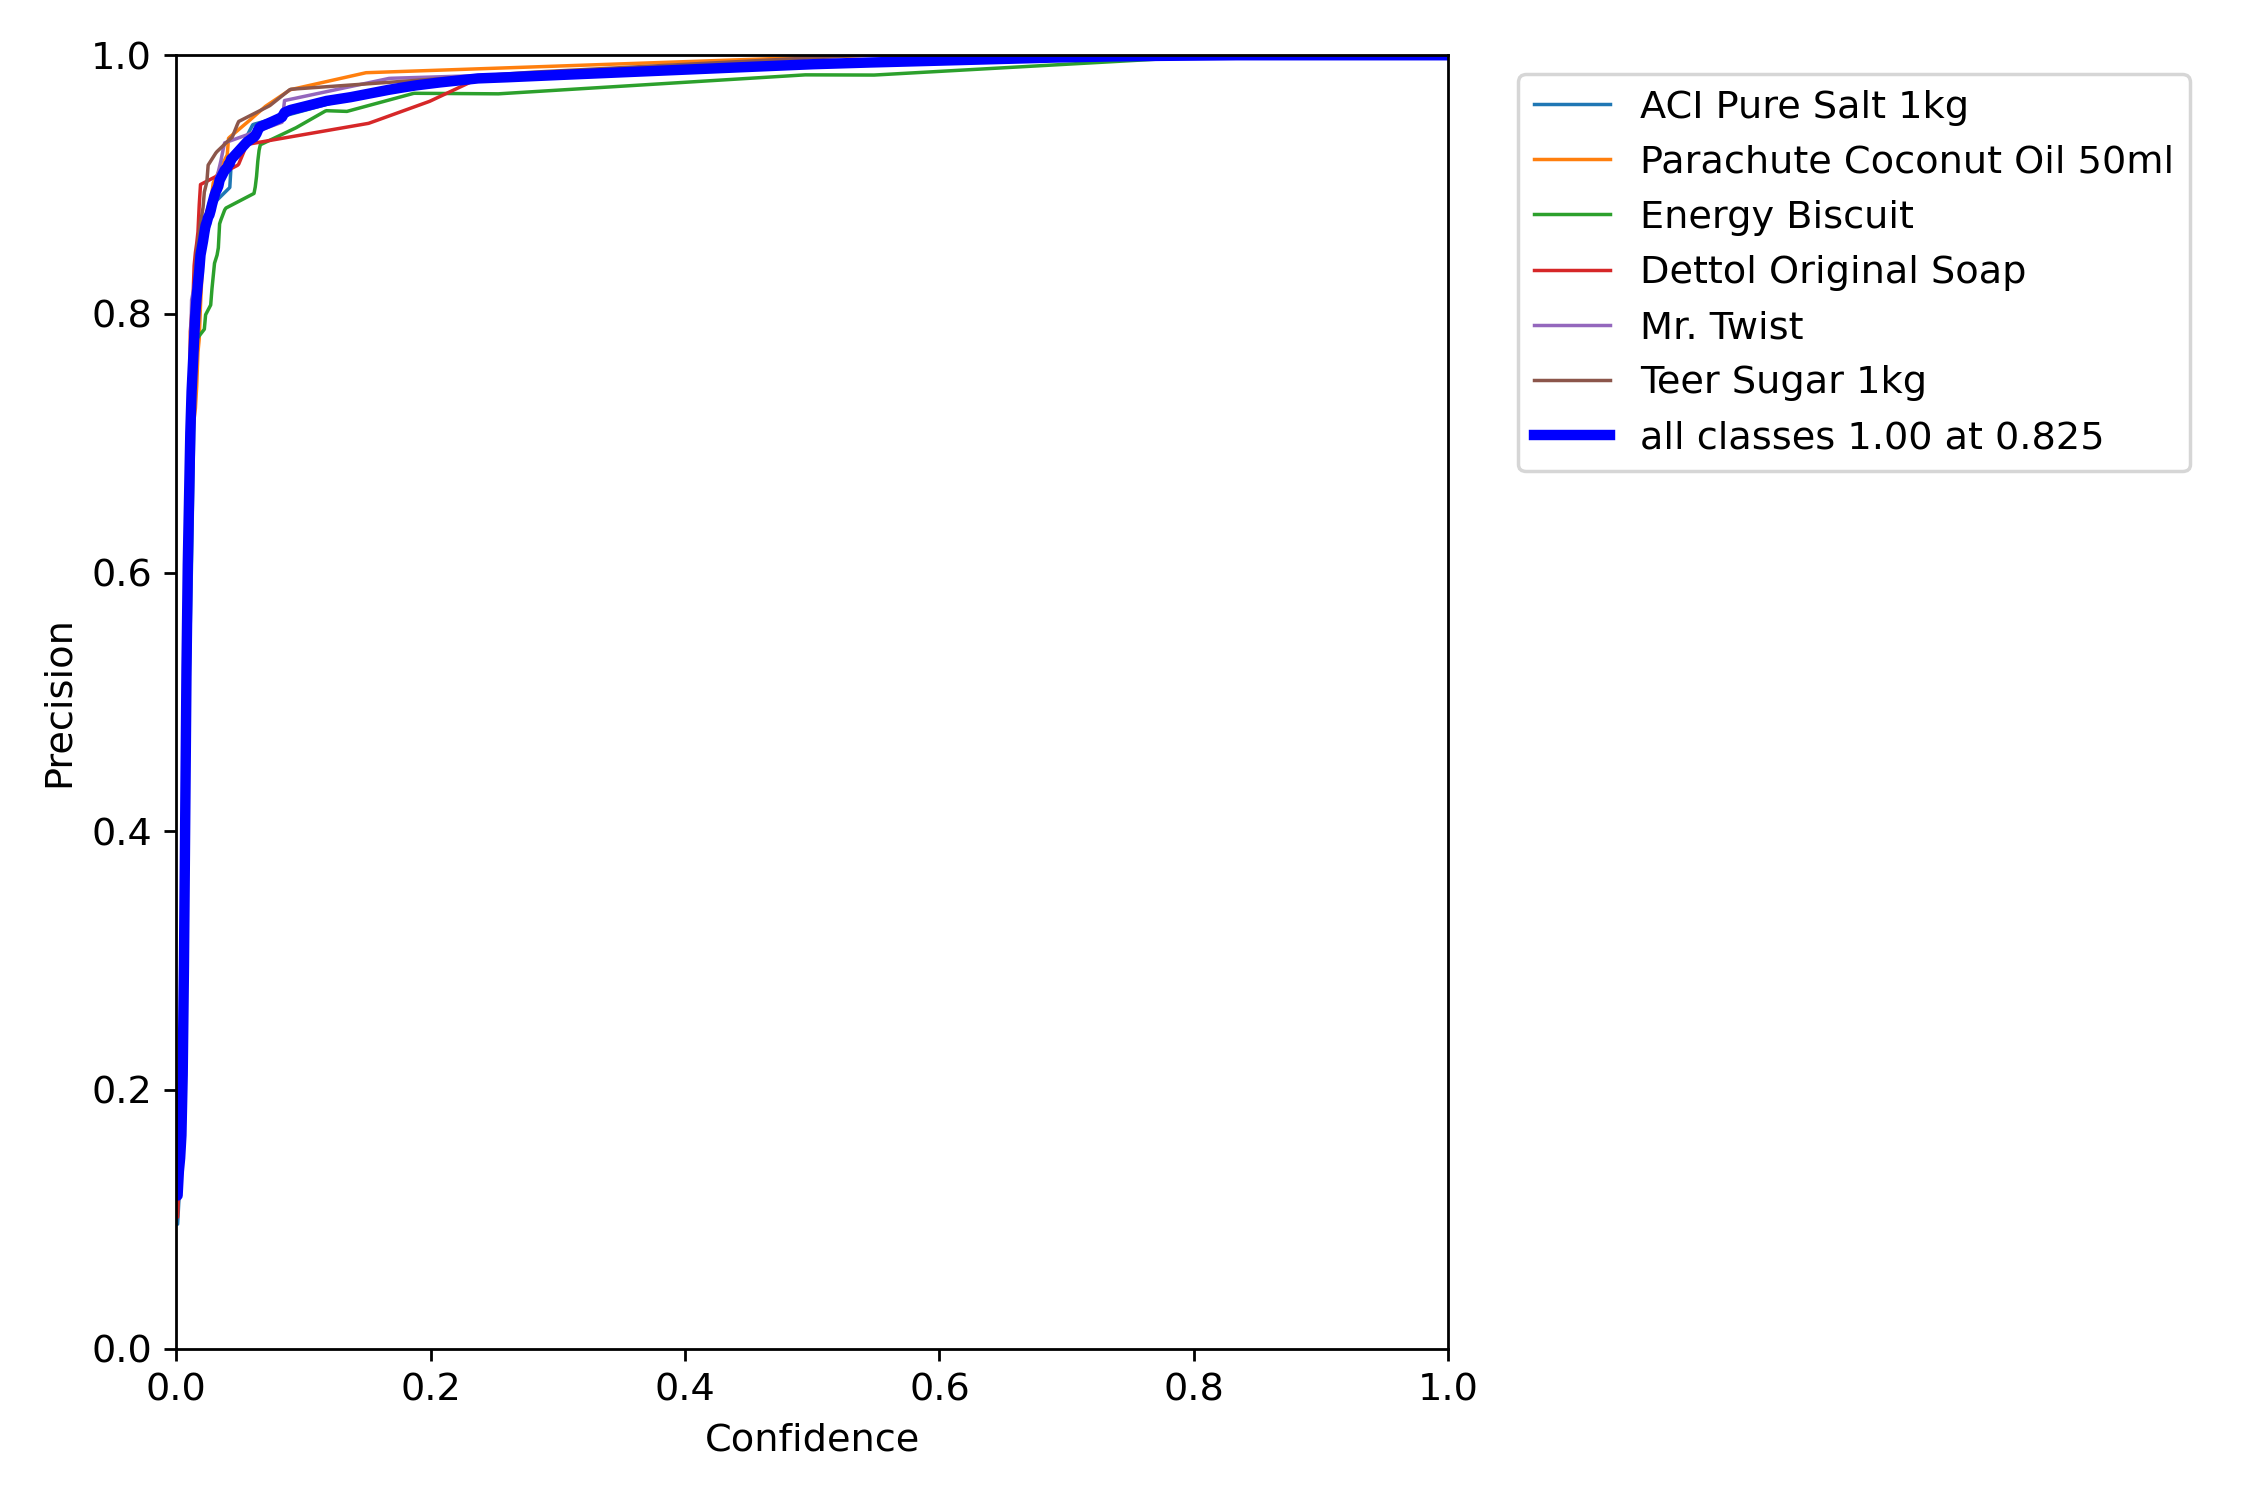 1.0
0.8
0.6
0.4
0.2
0.0
Precision
0.0 0.2 0.4 0.6 0.8 1.0
Confidence
ACI Pure Salt 1kg
Parachute Coconut Oil 50ml
Energy Biscuit
Dettol Original Soap
Mr. Twist
Teer Sugar 1kg
all classes 1.00 at 0.825